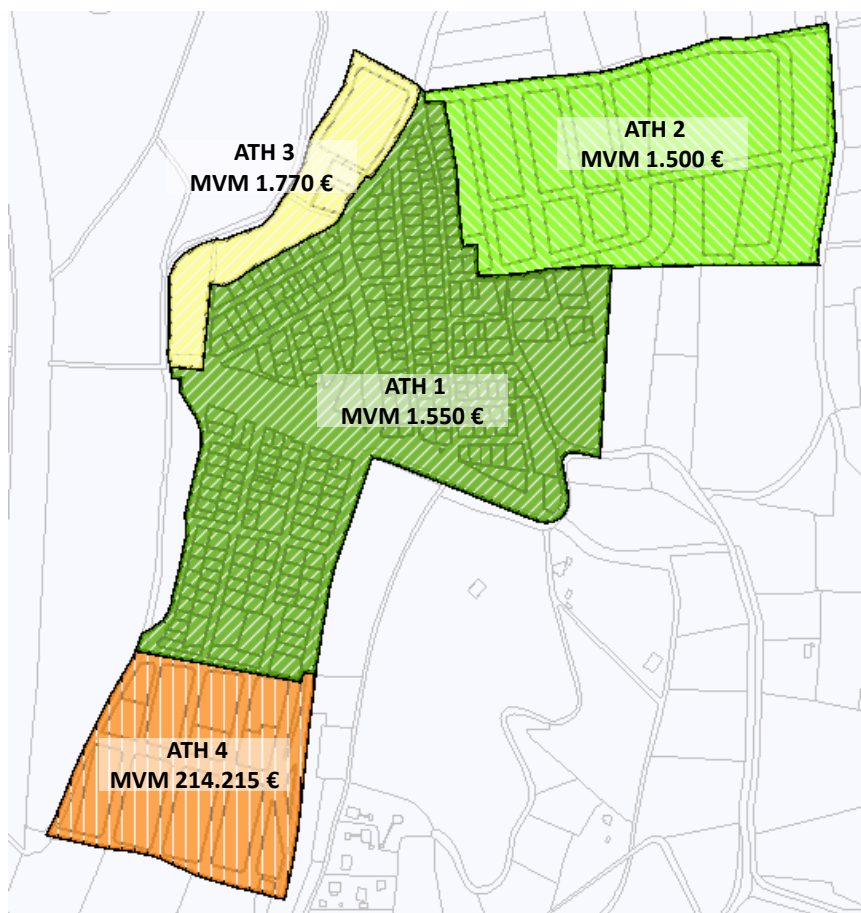 ATH 2
MVM 1.500 €
ATH 3
MVM 1.770 €
ATH 1
MVM 1.550 €
ATH 4
MVM 214.215 €